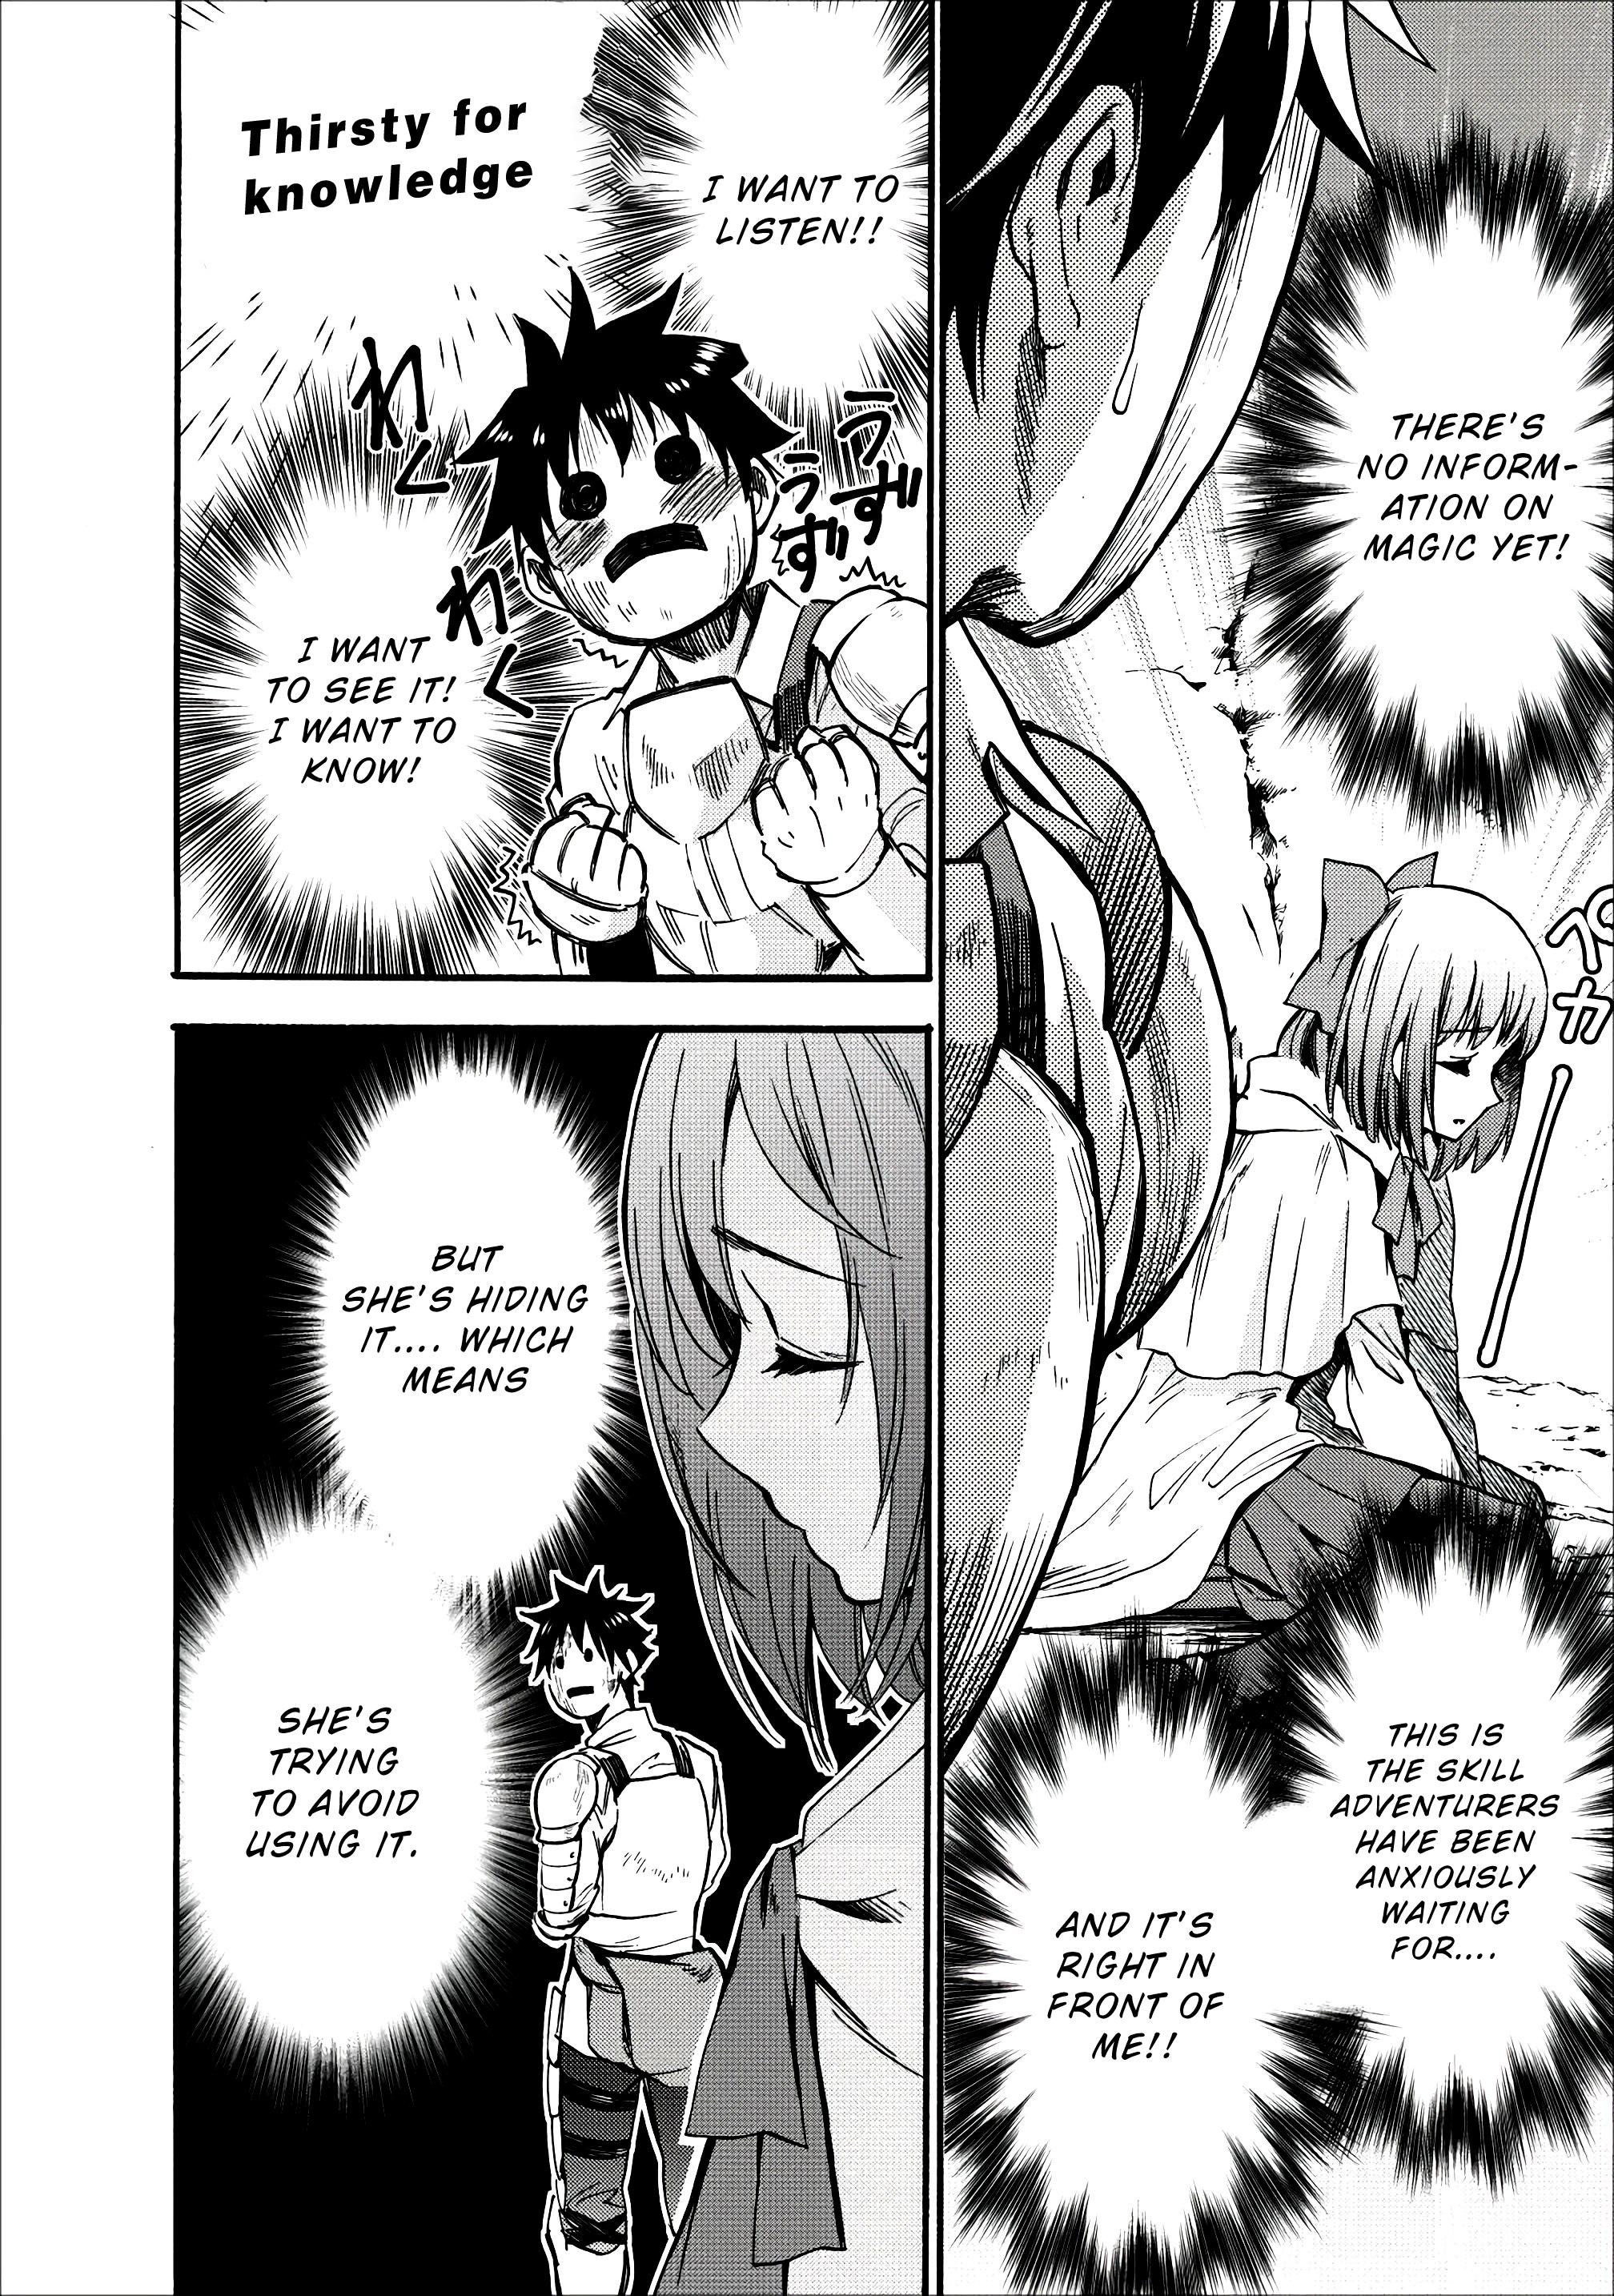 THERE'S
NO INFORM-
ATION ON
MAGIC YET!
ペカ
THIS IS
THE SKILL
ADVENTURERS
HAVE BEEN
ANXIOUSLY
WAITING
FOR....
AND IT'S
RIGHT IN
FRONT OF
ME!!
I WANT TO
LISTEN!!
Thirsty for
knowledge
うずうず
わくわく
I WANT
TO SEE IT!
I WANT TO
KNOW!
BUT
SHE'S HIDING
IT.... WHICH
MEANS
SHE'S
TRYING
TO AVOID
USING IT.